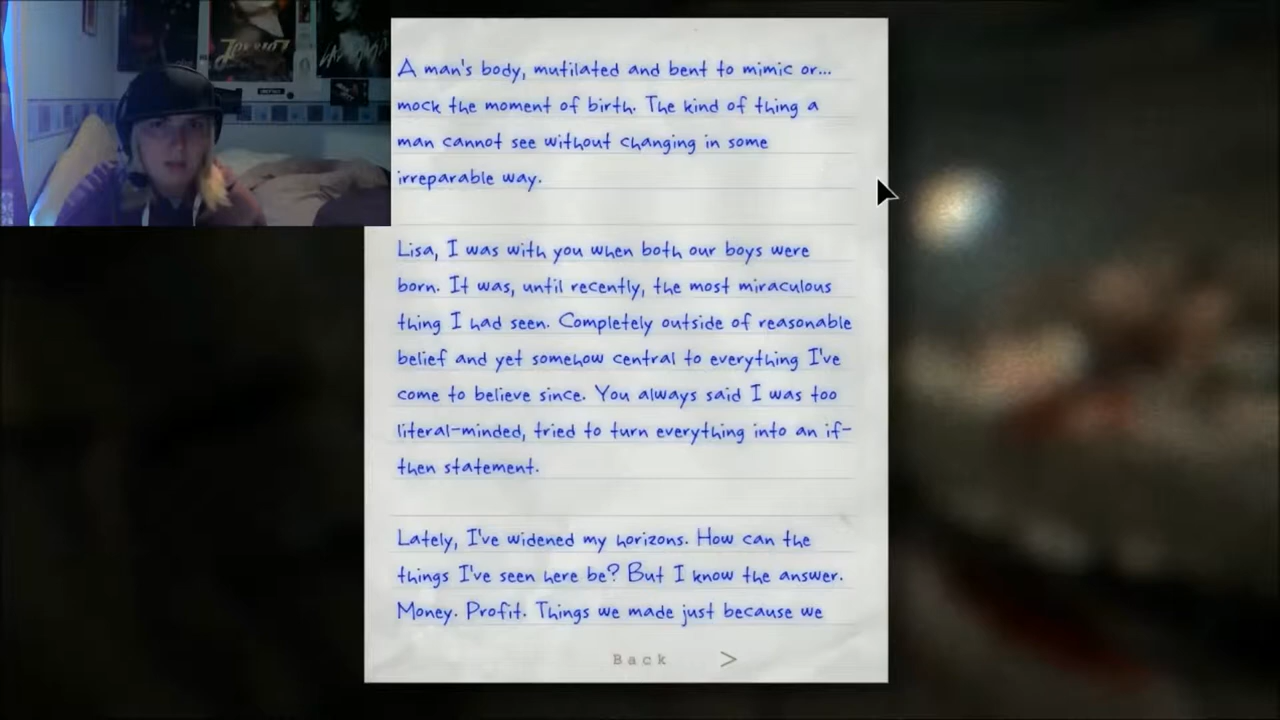 A man's body, mutilated and bent to mimic or...
mock the moment of birth. The kind of thing a
man cannot see without changing in some
irreparable way.
Lisa, I was with you when both our boys were
born. It was, until recently, the most miraculous
thing I had seen. Completely outside of reasonable
belief and yet somehow central to everything I've
come to believe since. You always said I was too
literal-minded, tried to turn everything into an if-
then statement.
Lately, I've widened my horizons. How can the
things I've seen here be? But I know the answer.
Money. Profit. Things we made just because we
Back >